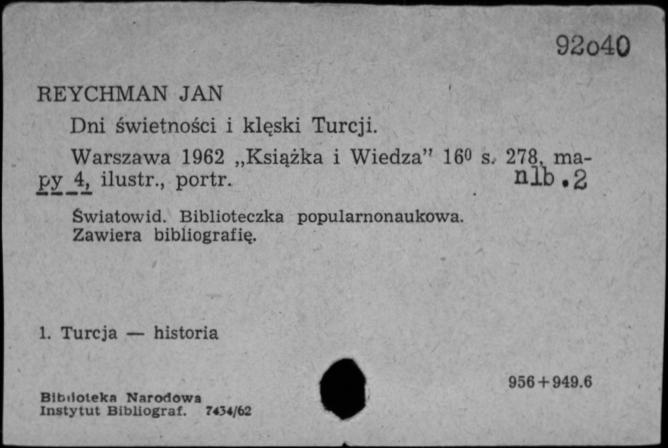 92o40
REYCHMAN JAN
Dni świetności i klęski Turcji.
Warszawa 1962 „Książka i Wiedza" 16⁰ s. 278, ma-
py 4, ilustr., portr. nlb.2
Światowid. Biblioteczka popularnonaukowa.
Zawiera bibliografię.
1. Turcja — historia
956+949.6
Biblioteka Narodowa
Instytut Bibliograf. 7434/62